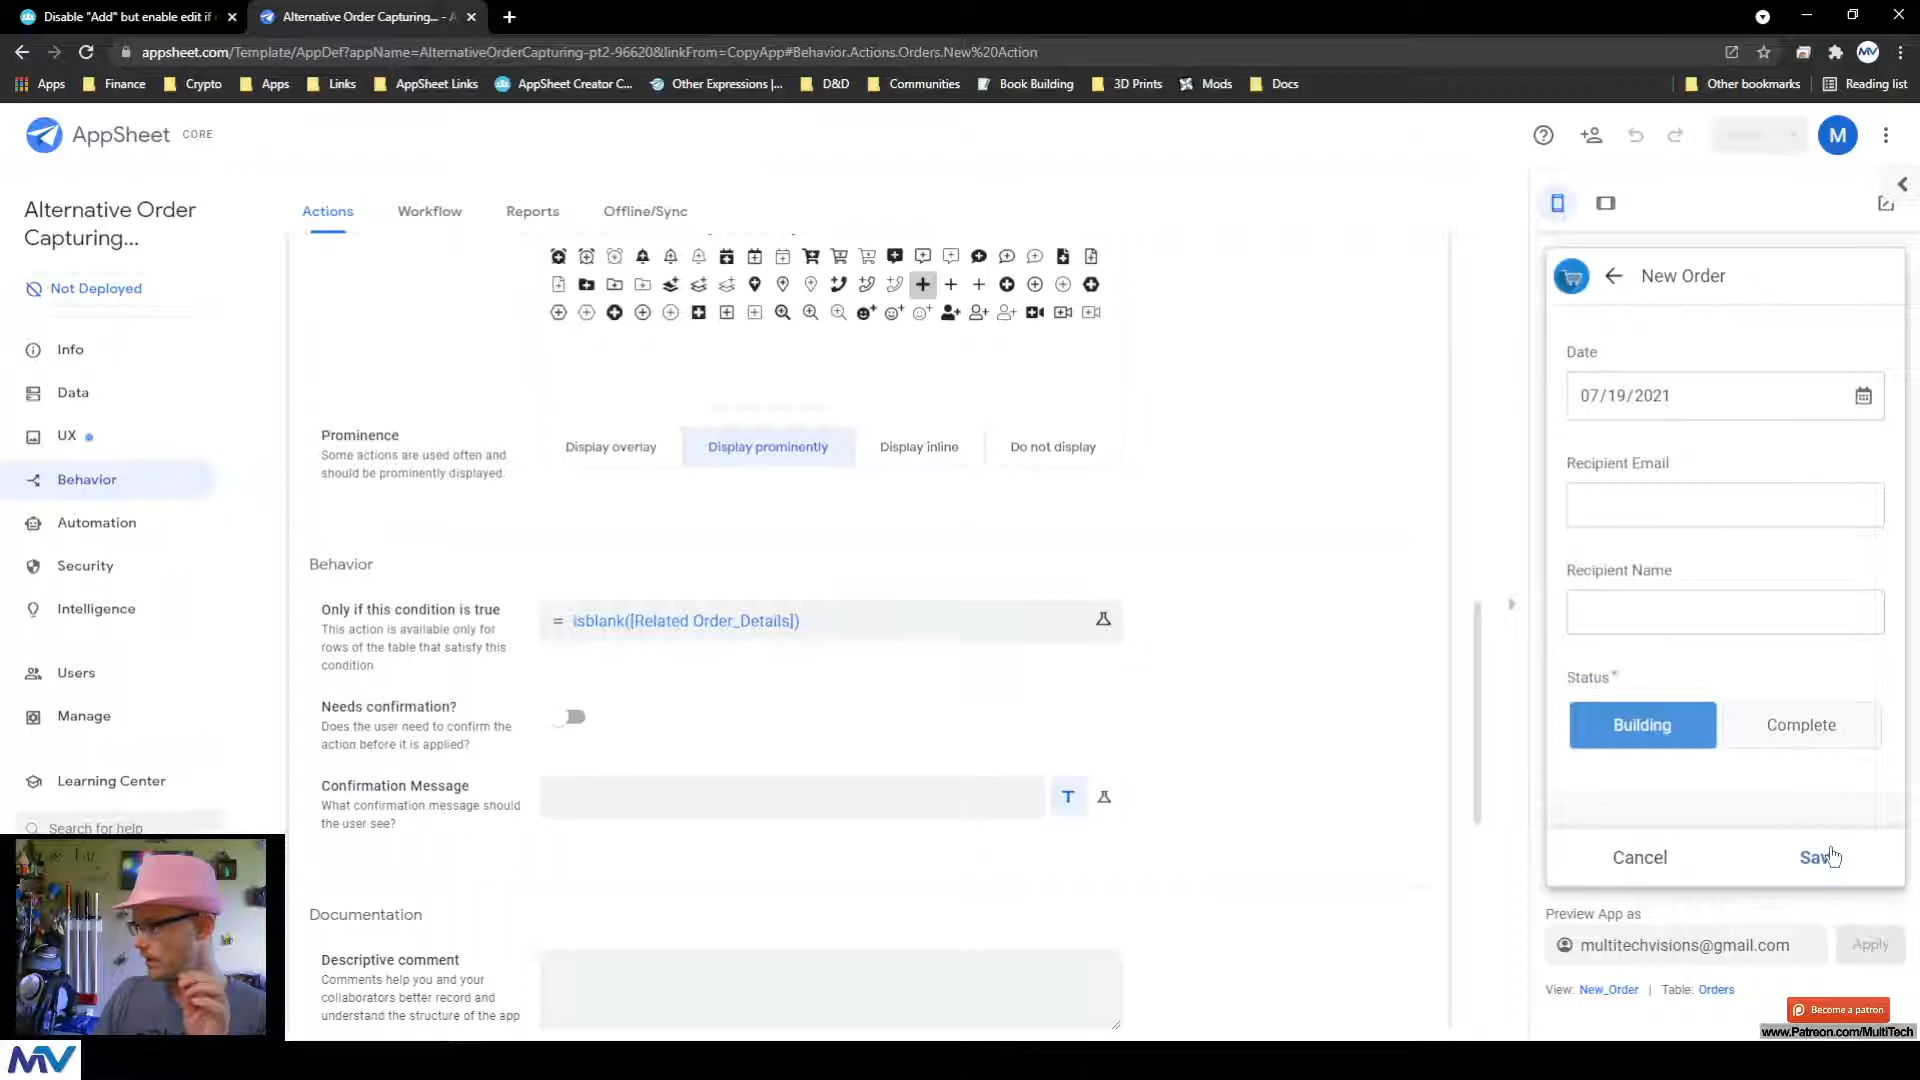 Disable "Add" but enable edit if
Alternative Order Capturing... - A
appsheet.com/Template/AppDef?appName=AlternativeOrderCapturing-pt2-96620&linkFrom=CopyApp#Behavior.Actions.Orders.New%20Action
Apps Finance Crypto Apps Links AppSheet Links AppSheet Creator C... Other Expressions |... D&D Communities Book Building 3D Prints Mods Docs Other bookmarks Reading list
AppSheet CORE
M
Alternative Order
Capturing...
Not Deployed
Info
Data
UX
Behavior
Automation
Security
Intelligence
Users
Manage
Learning Center
Search for help
Actions Workflow Reports Offline/Sync
Prominence
Some actions are used often and
should be prominently displayed.
Display overlay Display prominently Display inline Do not display
Behavior
Only if this condition is true
This action is available only for
rows of the table that satisfy this
condition
= isblank([Related Order_Details])
Needs confirmation?
Does the user need to confirm the
action before it is applied?
Confirmation Message
What confirmation message should
the user see?
T
Documentation
Descriptive comment
Comments help you and your
collaborators better record and
understand the structure of the app
New Order
Date
07/19/2021
Recipient Email
Recipient Name
Status*
Building Complete
Cancel Sav
Preview App as
multitechvisions@gmail.com Apply
View: New_Order | Table: Orders
Become a patron
www.Patreon.com/MultiTech
MV